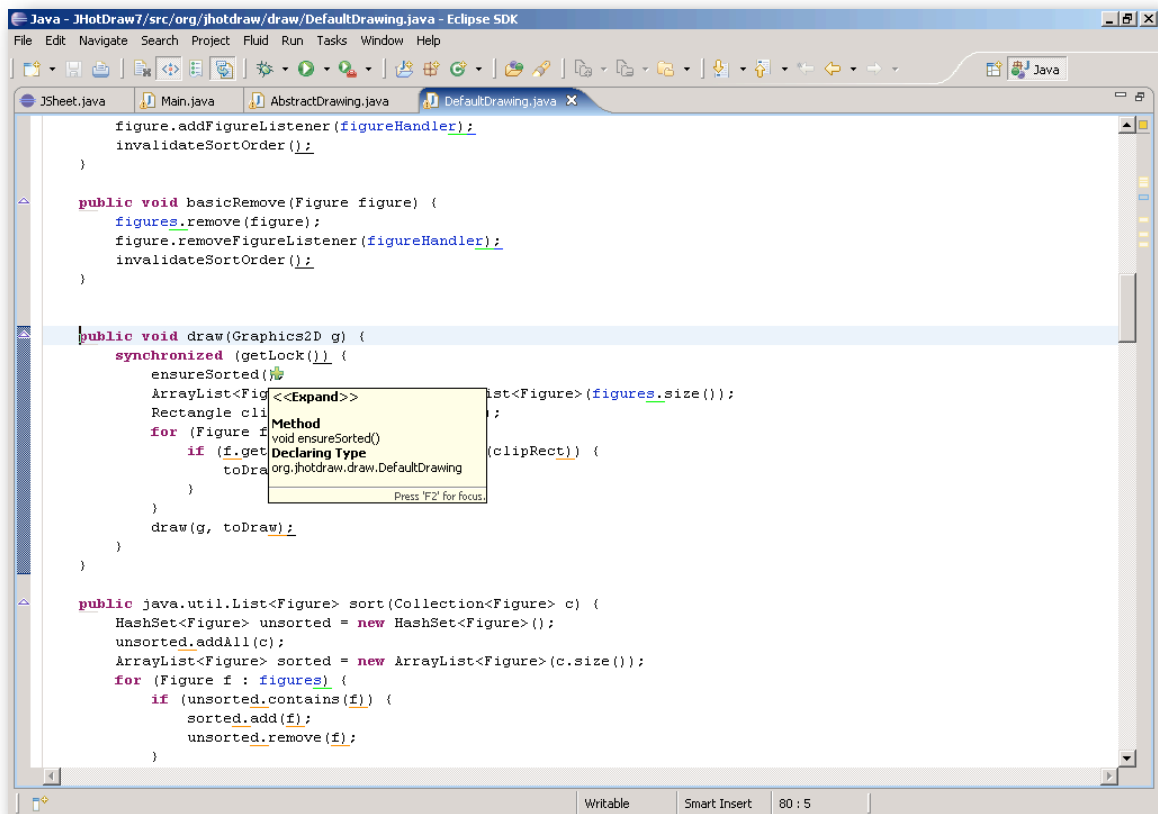 Java - JHotDraw7/src/org/jhotdraw/draw/DefaultDrawing.java - Eclipse SDK
File Edit Navigate Search Project Fluid Run Tasks Window Help
Java
JSheet.java Main.java AbstractDrawing.java DefaultDrawing.java
figure.addFigureListener(figureHandler);
invalidateSortOrder();
}
public void basicRemove(Figure figure) {
figures.remove(figure);
figure.removeFigureListener(figureHandler);
invalidateSortOrder();
}
public void draw(Graphics2D g) {
synchronized (getLock()) {
ensureSorted()
ArrayList<Fig ist<Figure>(figures.size());
Rectangle cli ;
for (Figure f
if (f.get (clipRect)) {
toDra
}
}
draw(g, toDraw);
}
}
<<Expand>>
Method
void ensureSorted()
Declaring Type
org.jhotdraw.draw.DefaultDrawing
Press 'F2' for focus.
public java.util.List<Figure> sort(Collection<Figure> c) {
HashSet<Figure> unsorted = new HashSet<Figure>();
unsorted.addAll(c);
ArrayList<Figure> sorted = new ArrayList<Figure>(c.size());
for (Figure f : figures) {
if (unsorted.contains(f)) {
sorted.add(f);
unsorted.remove(f);
}
Writable Smart Insert 80 : 5